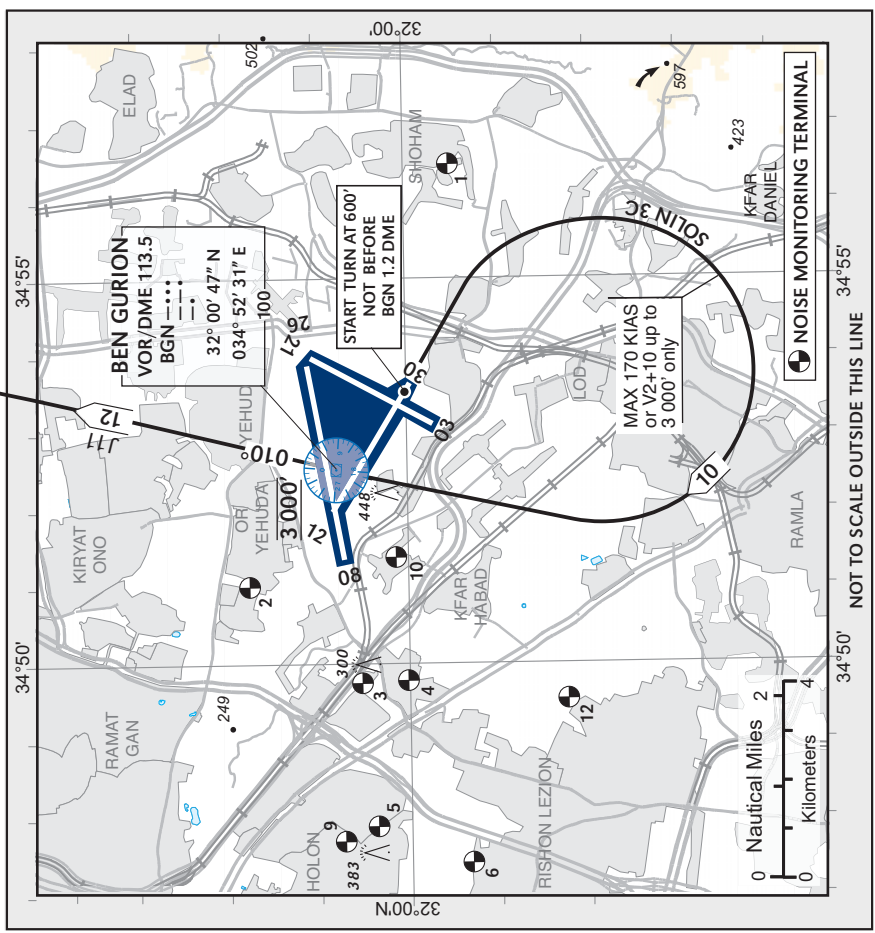 32°00'
34°55'
34°50'
32°00'N
34°55'
34°50'
NOT TO SCALE OUTSIDE THIS LINE
ELAD
502
SHOHAM
1
597
423
KFAR
DANIEL
NOISE MONITORING TERMINAL
BEN GURION
VOR/DME 113.5
BGN
32° 00' 47" N
034° 52' 31" E
100
START TURN AT 600'
NOT BEFORE
BGN 1.2 DME
SOLIN 3C
MAX 170 KIAS
or V2+10 up to
3 000' only
LOD
10
RAMLA
J11
12
010°
3 000'
YEHUD
OR
YEHUDA
KIRYAT
ONO
26
21
30
03
12
08
448
10
2
KFAR
HABAD
300
3
4
12
RAMAT
GAN
249
HOLON
9
5
383
6
RISHON LEZION
0 Nautical Miles 2
0 Kilometers 4